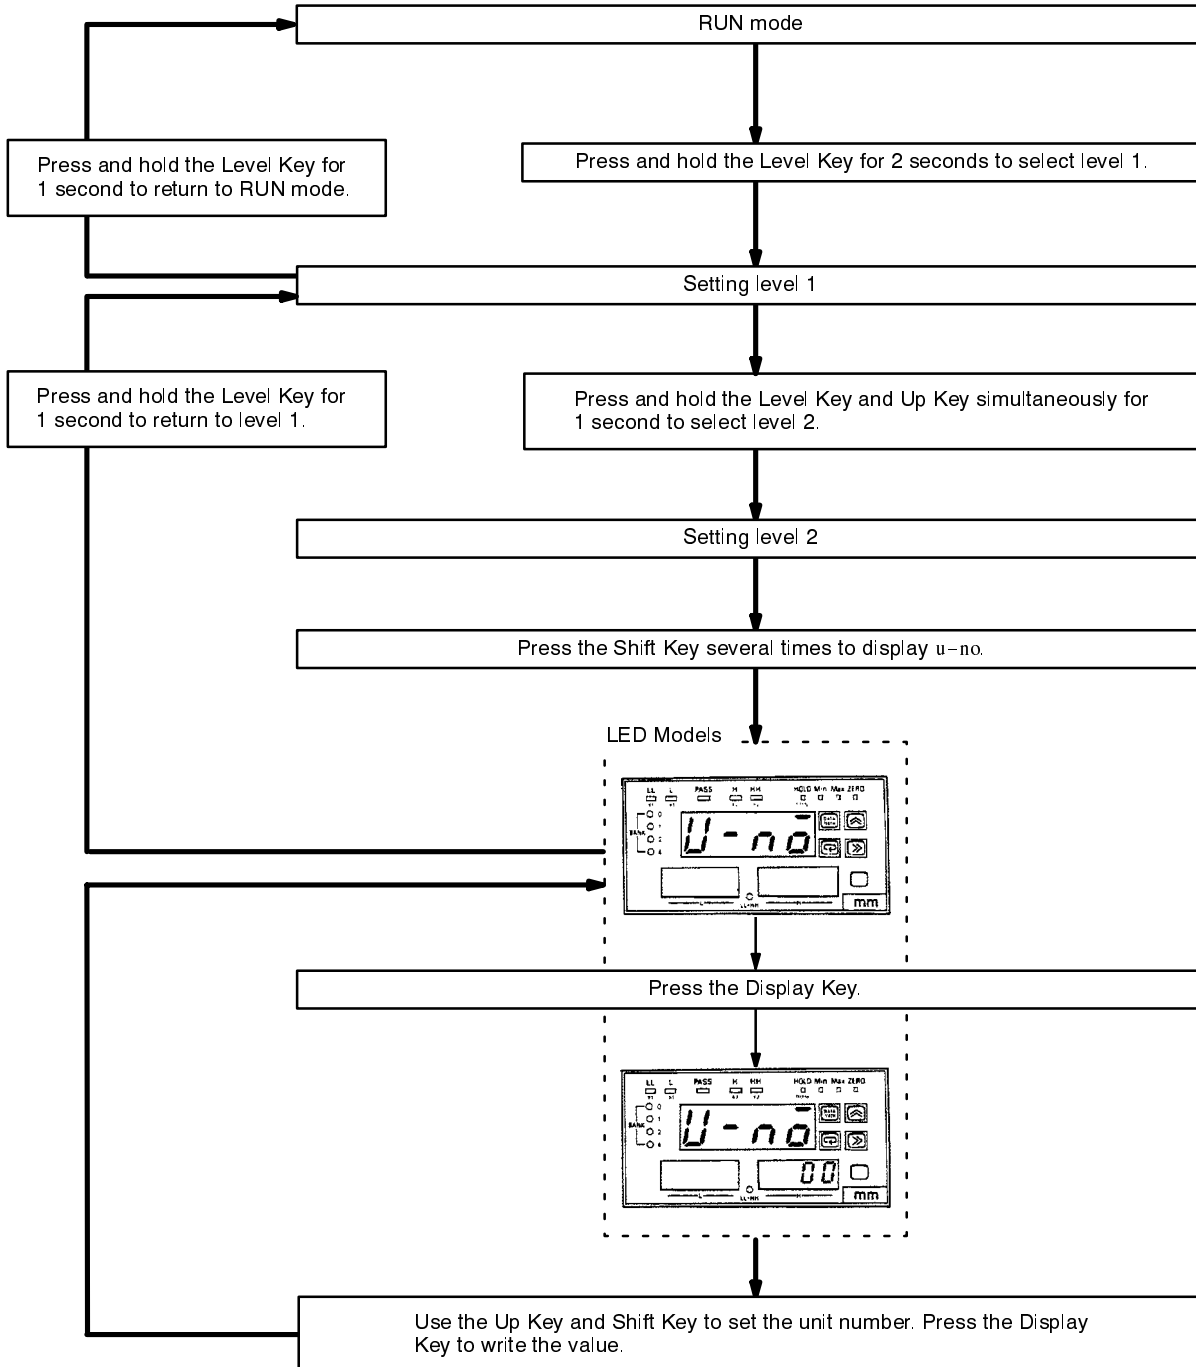 RUN mode
Press and hold the Level Key for
1 second to return to RUN mode.
Press and hold the Level Key for 2 seconds to select level 1.
Setting level 1
Press and hold the Level Key for
1 second to return to level 1.
Press and hold the Level Key and Up Key simultaneously for
1 second to select level 2.
Setting level 2
Press the Shift Key several times to display u–no.
LED Models
LL L PASS H HH HOLD Min Max ZERO
0
1
BANK 2
4
U-no
L LL·HH H
mm
Press the Display Key.
LL L PASS H HH HOLD Min Max ZERO
0
1
BANK 2
4
U-no
00
L LL·HH H
mm
Use the Up Key and Shift Key to set the unit number. Press the Display
Key to write the value.